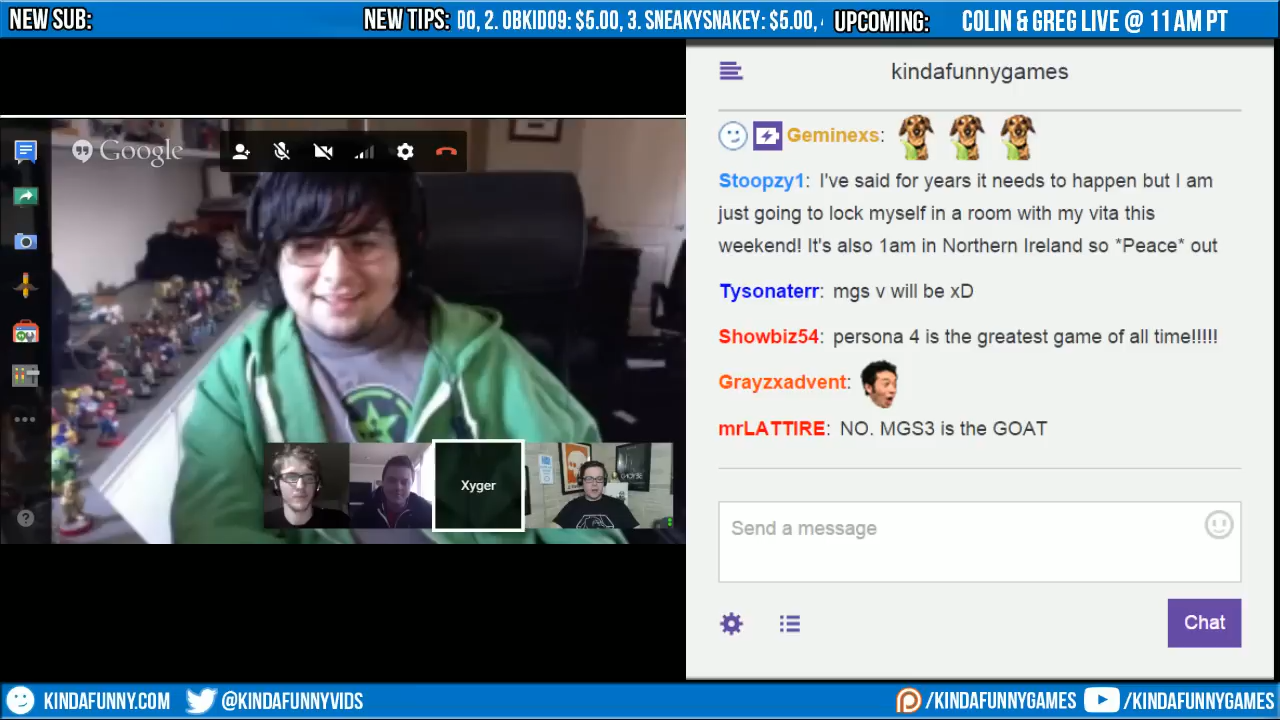 NEW SUB:
NEW TIPS: DO, 2. OBKID09: $5.00, 3. SNEAKYSNAKEY: $5.00,
UPCOMING: COLIN & GREG LIVE @ 11 AM PT
Google
Xyger
kindafunnygames
Geminexs:
Stoopzy1: I've said for years it needs to happen but I am
just going to lock myself in a room with my vita this
weekend! It's also 1am in Northern Ireland so *Peace* out
Tysonaterr: mgs v will be xD
Showbiz54: persona 4 is the greatest game of all time!!!!!
Grayzxadvent:
mrLATTIRE: NO. MGS3 is the GOAT
Send a message
Chat
KINDAFUNNY.COM
@KINDAFUNNYVIDS
/KINDAFUNNYGAMES
/KINDAFUNNYGAMES